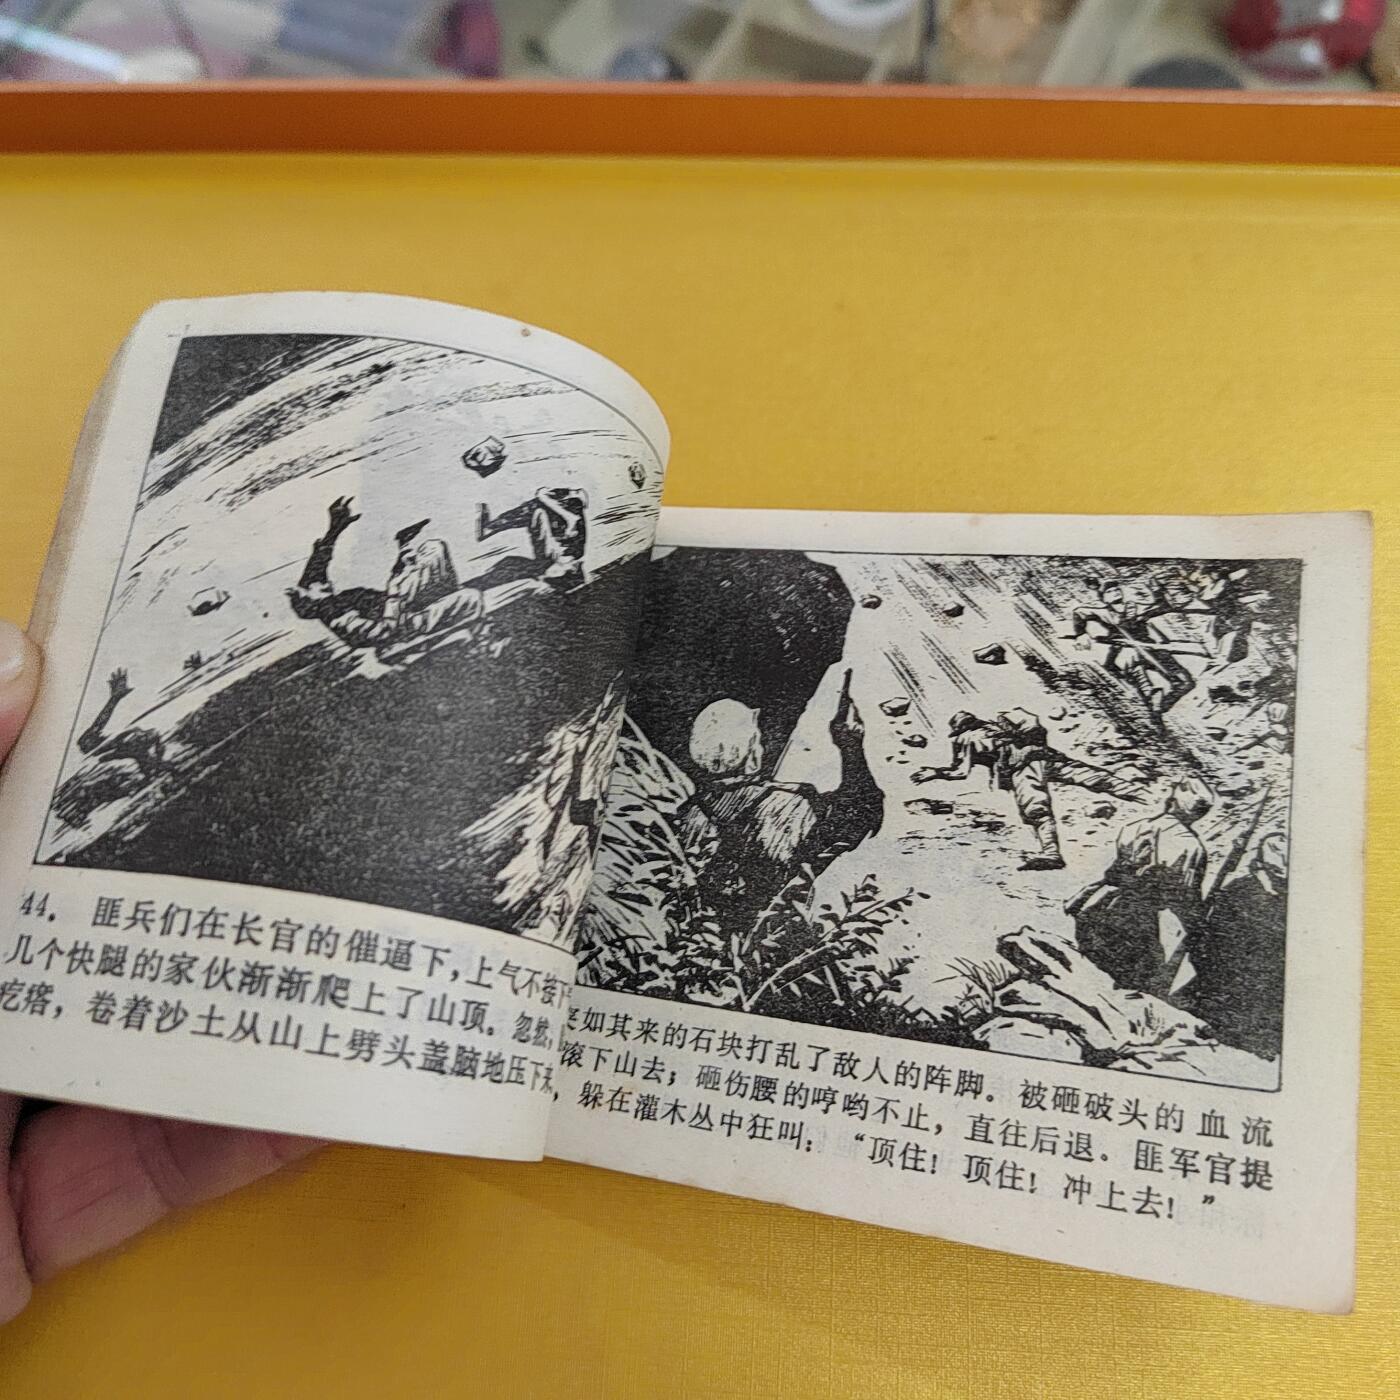 44. 匪兵们在长官的催逼下，上气不接下
几个快腿的家伙渐渐爬上了山顶。忽然，
疙瘩，卷着沙土从山上劈头盖脑地压下来，
突如其来的石块打乱了敌人的阵脚。被砸破头的血流
滚下山去；砸伤腰的哼哟不止，直往后退。匪军官提
，躲在灌木丛中狂叫：“顶住！顶住！冲上去！”